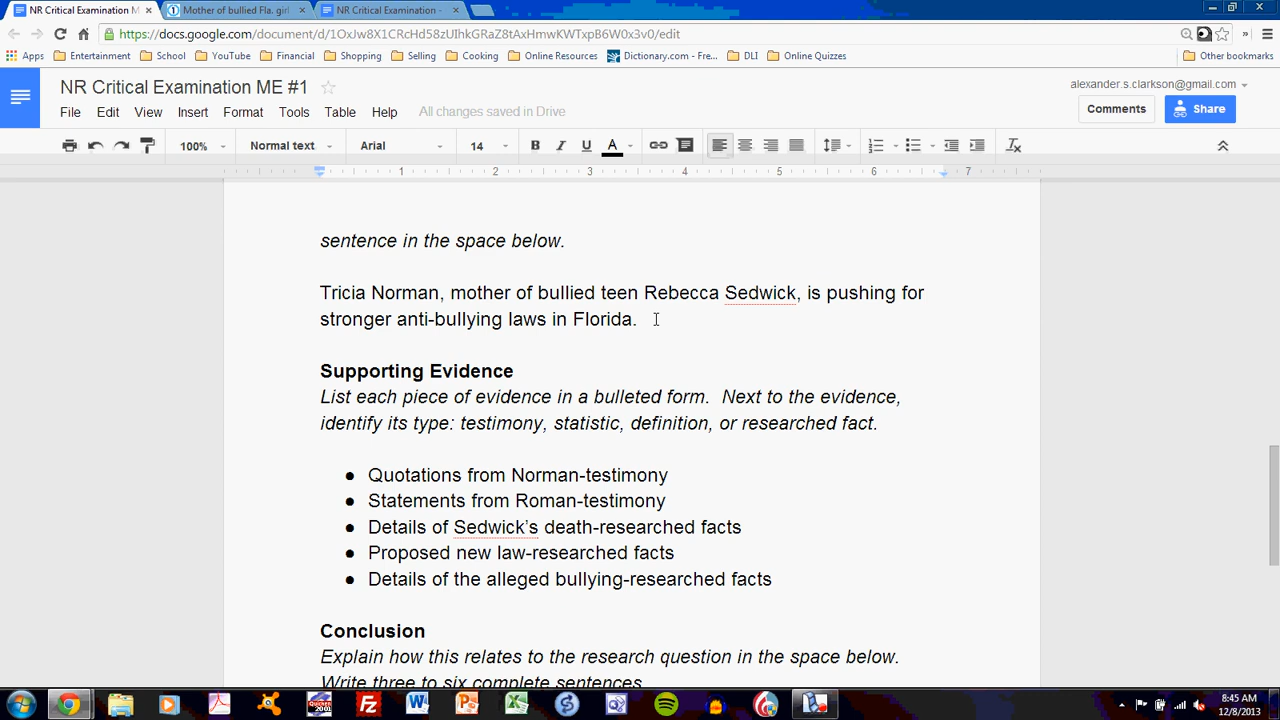 NR Critical Examination M
Mother of bullied Fla. girl
NR Critical Examination -
https://docs.google.com/document/d/1OxJw8X1CRcHd58zUIhkGRaZ8tAxHmwKWTxpB6W0x3v0/edit
Apps Entertainment School YouTube Financial Shopping Selling Cooking Online Resources Dictionary.com - Fre... DLI Online Quizzes Other bookmarks
NR Critical Examination ME #1
alexander.s.clarkson@gmail.com
File Edit View Insert Format Tools Table Help All changes saved in Drive
Comments Share
100% Normal text Arial 14 B I U A
1 2 3 4 5 6 7
sentence in the space below.
Tricia Norman, mother of bullied teen Rebecca Sedwick, is pushing for
stronger anti-bullying laws in Florida.
Supporting Evidence
List each piece of evidence in a bulleted form. Next to the evidence,
identify its type: testimony, statistic, definition, or researched fact.
● Quotations from Norman-testimony
● Statements from Roman-testimony
● Details of Sedwick's death-researched facts
● Proposed new law-researched facts
● Details of the alleged bullying-researched facts
Conclusion
Explain how this relates to the research question in the space below.
Write three to six complete sentences
8:45 AM
12/8/2013